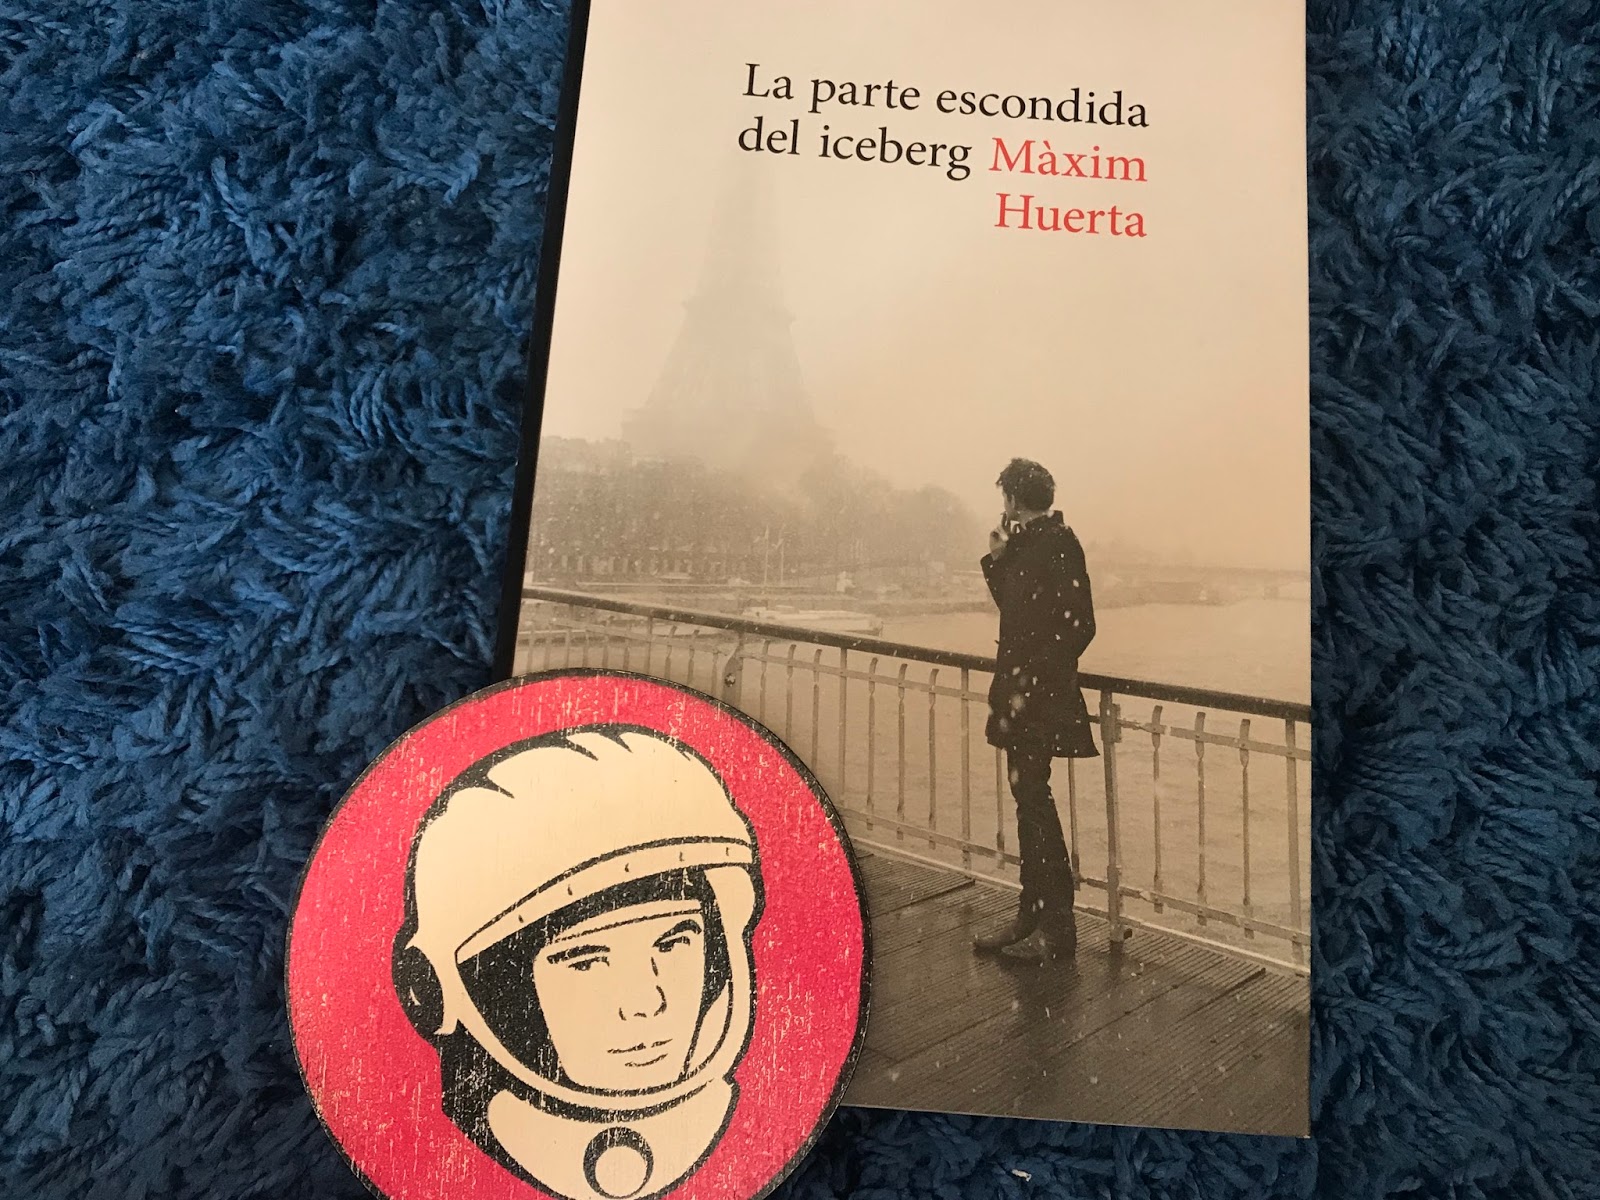 La parte escondida
del iceberg Màxim
Huerta